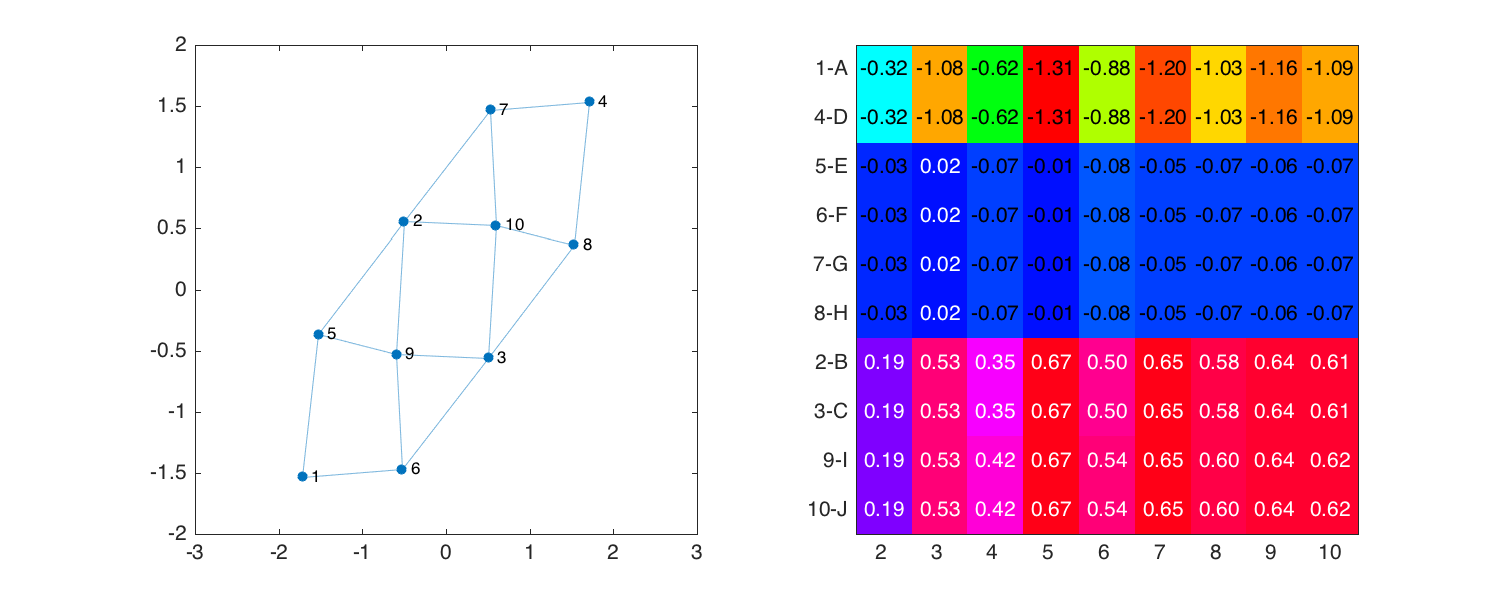 2
1.5
1
0.5
0
-0.5
-1
-1.5
-2
-3 -2 -1 0 1 2 3
7 4
2 10 8
5 9 3
1 6
1-A -0.32 -1.08 -0.62 -1.31 -0.88 -1.20 -1.03 -1.16 -1.09
4-D -0.32 -1.08 -0.62 -1.31 -0.88 -1.20 -1.03 -1.16 -1.09
5-E -0.03 0.02 -0.07 -0.01 -0.08 -0.05 -0.07 -0.06 -0.07
6-F -0.03 0.02 -0.07 -0.01 -0.08 -0.05 -0.07 -0.06 -0.07
7-G -0.03 0.02 -0.07 -0.01 -0.08 -0.05 -0.07 -0.06 -0.07
8-H -0.03 0.02 -0.07 -0.01 -0.08 -0.05 -0.07 -0.06 -0.07
2-B 0.19 0.53 0.35 0.67 0.50 0.65 0.58 0.64 0.61
3-C 0.19 0.53 0.35 0.67 0.50 0.65 0.58 0.64 0.61
9-I 0.19 0.53 0.42 0.67 0.54 0.65 0.60 0.64 0.62
10-J 0.19 0.53 0.42 0.67 0.54 0.65 0.60 0.64 0.62
2 3 4 5 6 7 8 9 10